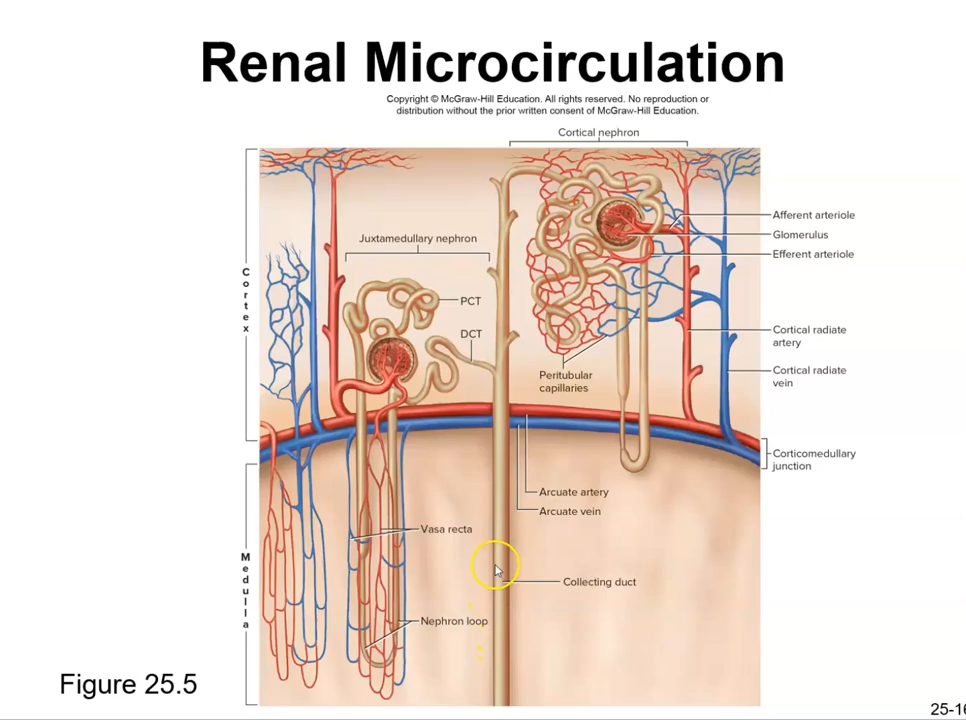 Renal Microcirculation
Copyright © McGraw-Hill Education. All rights reserved. No reproduction or
distribution without the prior written consent of McGraw-Hill Education.
Cortical nephron
Afferent arteriole
Glomerulus
Efferent arteriole
Juxtamedullary nephron
Cortex
PCT
DCT
Cortical radiate
artery
Peritubular
capillaries
Cortical radiate
vein
Corticomedullary
junction
Arcuate artery
Arcuate vein
Vasa recta
Medulla
Collecting duct
Nephron loop
Figure 25.5